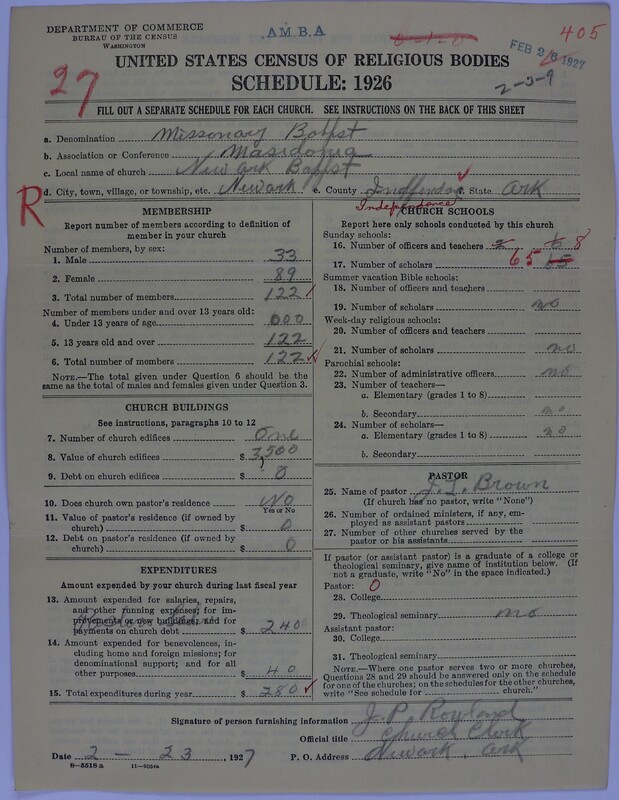 DEPARTMENT OF COMMERCE
BUREAU OF THE CENSUS
WASHINGTON
A.M.B.A
405
FEB 26 1927
2-3-9
27
UNITED STATES CENSUS OF RELIGIOUS BODIES
SCHEDULE: 1926
FILL OUT A SEPARATE SCHEDULE FOR EACH CHURCH. SEE INSTRUCTIONS ON THE BACK OF THIS SHEET
a. Denomination Missonary Babpst
b. Association or Conference Masidonia
c. Local name of church Newark Bappst
d. City, town, village, or township, etc. Newark e. County f. State Ark
Independence
R
MEMBERSHIP
Report number of members according to definition of member in your church
Number of members, by sex:
1. Male 33
2. Female 89
3. Total number of members 122
Number of members under and over 13 years old:
4. Under 13 years of age 000
5. 13 years old and over 122
6. Total number of members 122
NOTE.—The total given under Question 6 should be the
same as the total of males and females given under Question 3.
CHURCH BUILDINGS
See instructions, paragraphs 10 to 12
7. Number of church edifices One
8. Value of church edifices $ 3,500
9. Debt on church edifices $ 0
10. Does church own pastor's residence No
Yes or No
11. Value of pastor's residence (if owned by
church) $ 0
12. Debt on pastor's residence (if owned by
church) $ 0
EXPENDITURES
Amount expended by your church during last fiscal year
13. Amount expended for salaries, repairs,
and other running expenses; for im-
provements or new buildings; and for
payments on church debt $ 240
14. Amount expended for benevolences, in-
cluding home and foreign missions; for
denominational support; and for all
other purposes $ 40
15. Total expenditures during year $ 280
CHURCH SCHOOLS
Report here only schools conducted by this church
Sunday schools:
16. Number of officers and teachers 8
17. Number of scholars 65
Summer vacation Bible schools:
18. Number of officers and teachers
19. Number of scholars no
Week-day religious schools:
20. Number of officers and teachers
21. Number of scholars no
Parochial schools:
22. Number of administrative officers no
23. Number of teachers—
a. Elementary (grades 1 to 8)
b. Secondary no
24. Number of scholars—
a. Elementary (grades 1 to 8) no
b. Secondary
PASTOR
25. Name of pastor J. I. Brown
(If church has no pastor, write "None")
26. Number of ordained ministers, if any, em-
ployed as assistant pastors
27. Number of other churches served by the
pastor or his assistants
If pastor (or assistant pastor) is a graduate of a college or
theological seminary, give name of institution below. (If
not a graduate, write "No" in the space indicated.)
Pastor: 0
28. College
29. Theological seminary no
Assistant pastor:
30. College
31. Theological seminary
NOTE.—Where one pastor serves two or more churches,
Questions 28 and 29 should be answered only on the schedule
for one of the churches; on the schedules for the other churches,
write "See schedule for church."
Signature of person furnishing information J. P. Rowland
Official title Church Clerk
Date 2 — 23, 1927 P. O. Address Newark, Ark
8—5518a